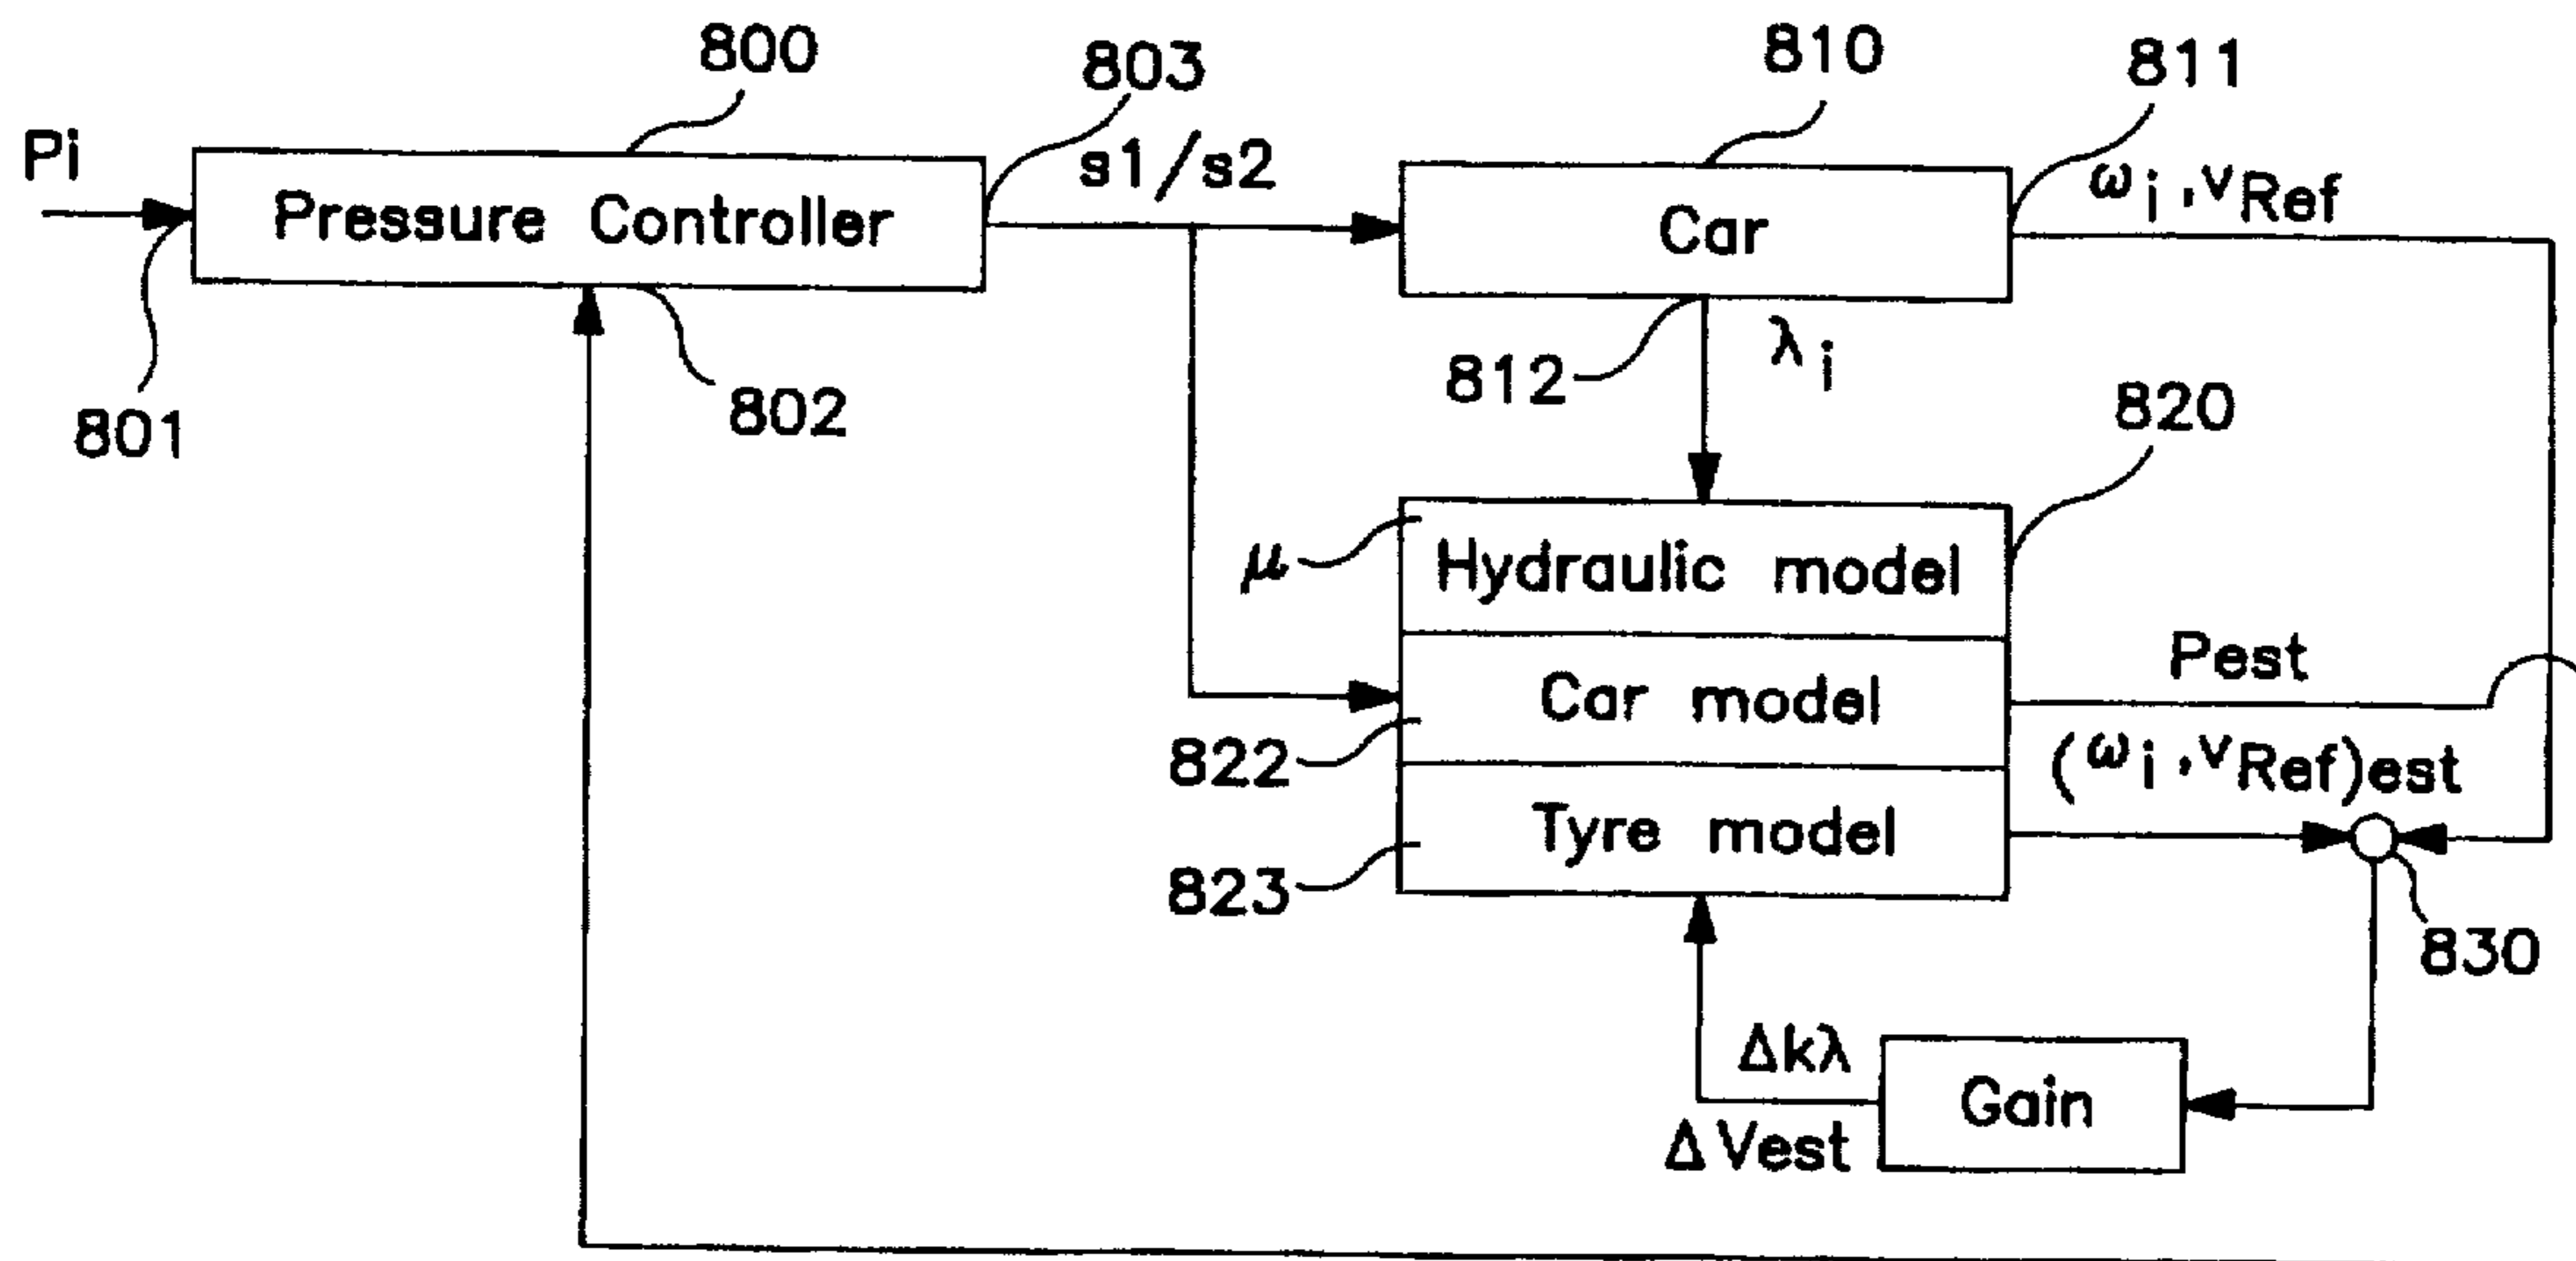 800
803
810
811
Pi
s1/s2
ωi,vRef
Pressure Controller
Car
801
802
812
λi
820
μ
Hydraulic model
Pest
Car model
822
(ωi,vRef)est
Tyre model
823
830
Δkλ
Gain
ΔVest